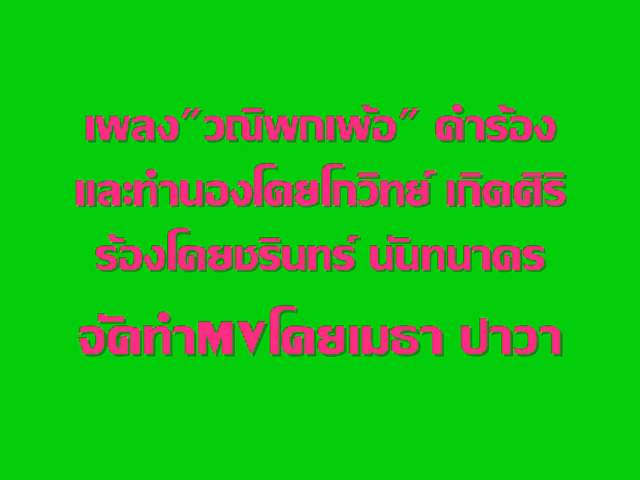 เพลง"วณิพกเพ้อ" คำร้อง
และทำนองโดยโกวิทย์ เกิดศิริ
ร้องโดยชรินทร์ นันทนาคร
จัดทำMVโดยเมธา ปาวา